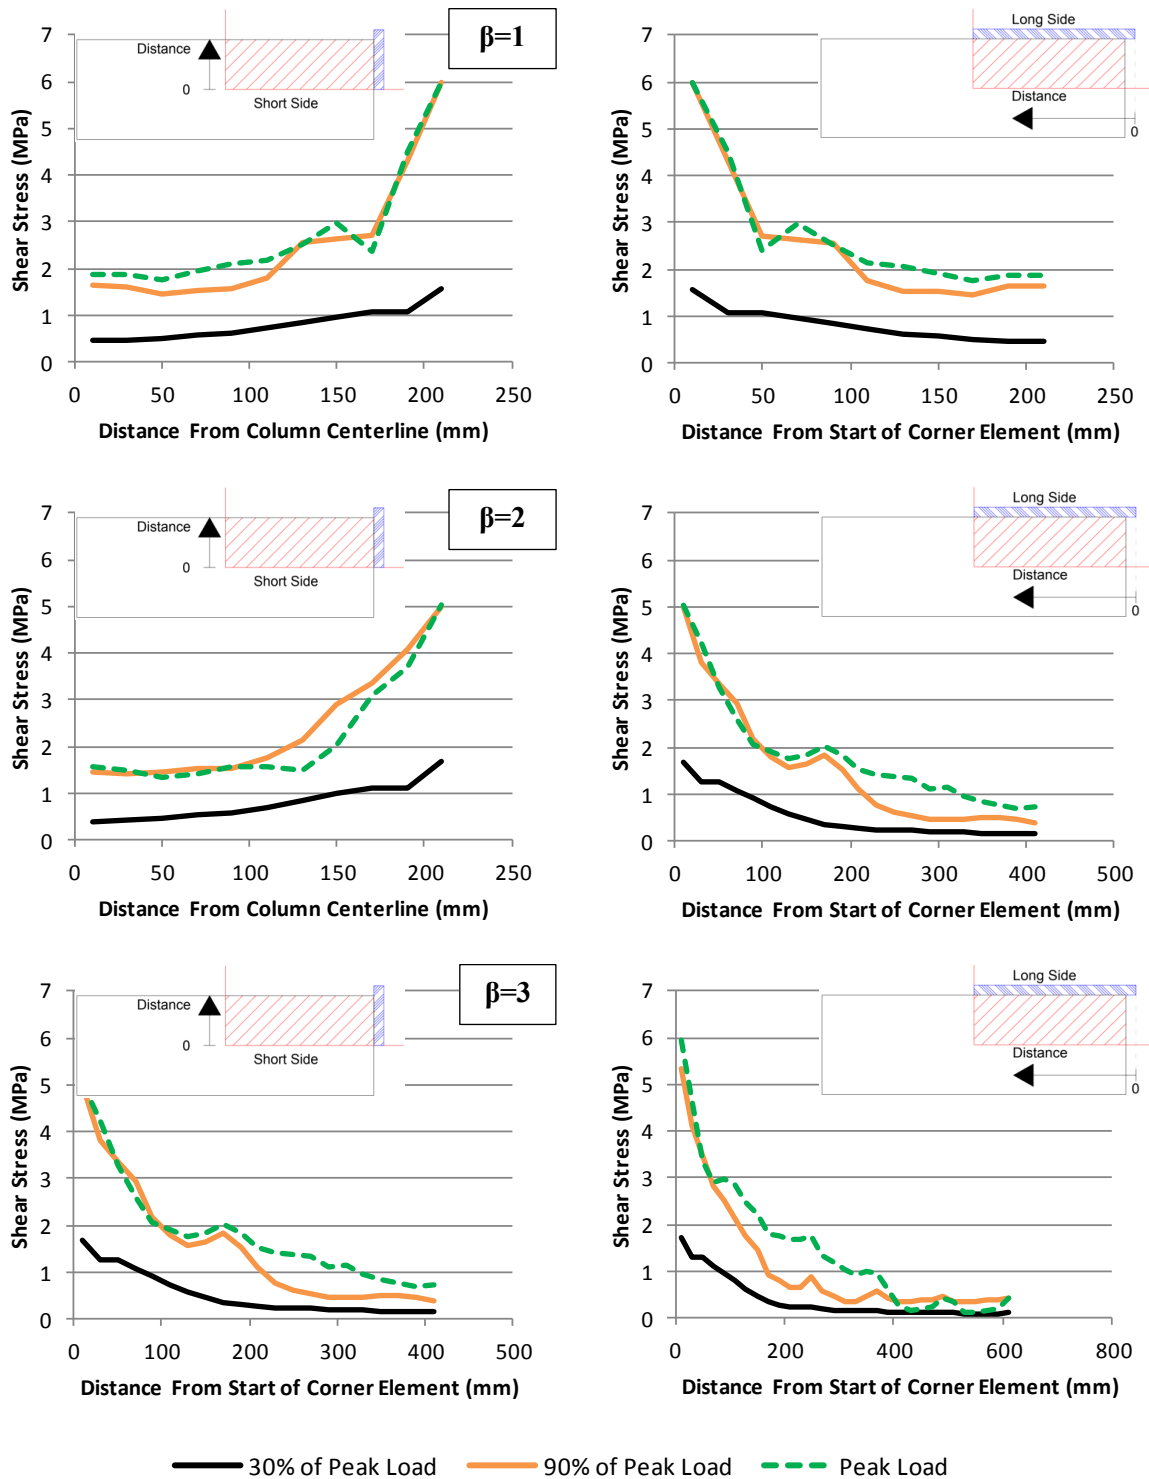 β=1
7
6
5
4
3
2
1
0
Shear Stress (MPa)
Distance
0
Short Side
0 50 100 150 200 250
Distance From Column Centerline (mm)
7
6
5
4
3
2
1
0
Shear Stress (MPa)
Long Side
Distance
0
0 50 100 150 200
Distance From Start of Corner Element (mm)
β=2
7
6
5
4
3
2
1
0
Shear Stress (MPa)
Distance
0
Short Side
0 50 100 150 200 250
Distance From Column Centerline (mm)
7
6
5
4
3
2
1
0
Shear Stress (MPa)
Long Side
Distance
0
0 100 200 300 400 500
Distance From Start of Corner Element (mm)
β=3
7
6
5
4
3
2
1
0
Shear Stress (MPa)
Distance
0
Short Side
0 100 200 300 400 500
Distance From Start of Corner Element (mm)
7
6
5
4
3
2
1
0
Shear Stress (MPa)
Long Side
Distance
0
0 200 400 600 800
Distance From Start of Corner Element (mm)
30% of Peak Load 90% of Peak Load Peak Load